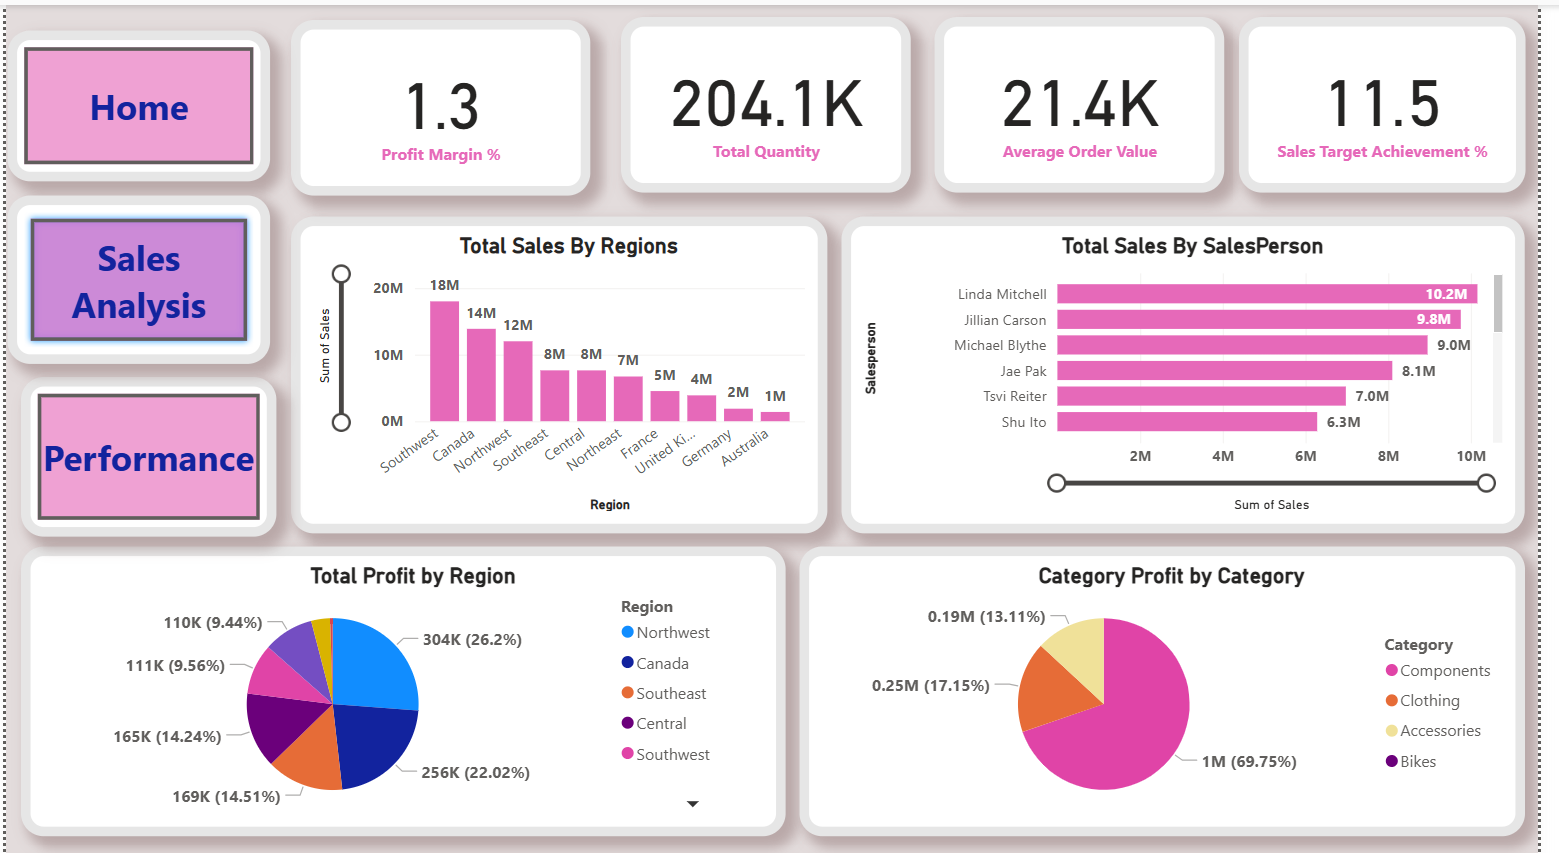 Home
Sales
Analysis
Performance
1.3
Profit Margin %
204.1K
Total Quantity
21.4K
Average Order Value
11.5
Sales Target Achievement %
Total Sales By Regions
Sum of Sales
20M
10M
0M
18M
14M
12M
8M
8M
7M
5M
4M
2M
1M
Southwest
Canada
Northwest
Southeast
Central
Northeast
France
United Ki...
Germany
Australia
Region
Total Sales By SalesPerson
Salesperson
Linda Mitchell
10.2M
Jillian Carson
9.8M
Michael Blythe
9.0M
Jae Pak
8.1M
Tsvi Reiter
7.0M
Shu Ito
6.3M
2M
4M
6M
8M
10M
Sum of Sales
Total Profit by Region
110K (9.44%)
111K (9.56%)
165K (14.24%)
169K (14.51%)
304K (26.2%)
256K (22.02%)
Region
Northwest
Canada
Southeast
Central
Southwest
Category Profit by Category
0.19M (13.11%)
0.25M (17.15%)
1M (69.75%)
Category
Components
Clothing
Accessories
Bikes